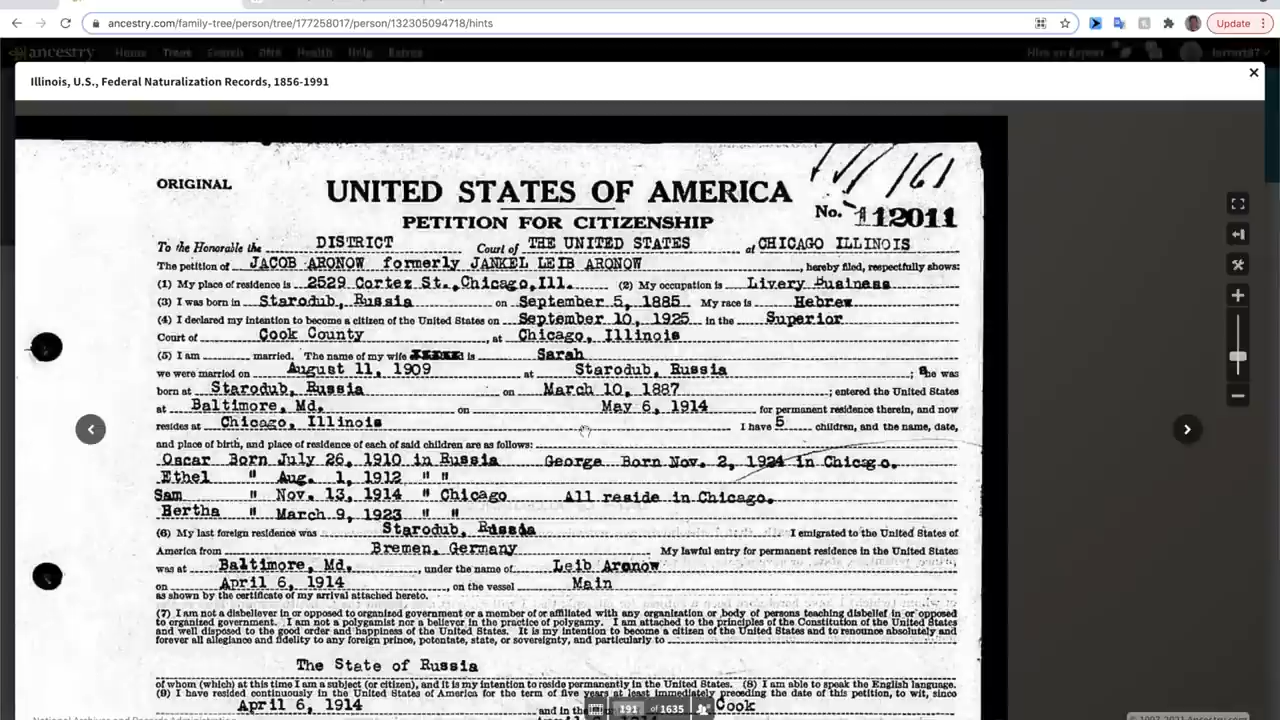 ancestry.com/family-tree/person/tree/177258017/person/132305094718/hints
Update
ancestry Home Trees Search DNA Health Help Extras Hire an Expert
Illinois, U.S., Federal Naturalization Records, 1856-1991
ORIGINAL
161
UNITED STATES OF AMERICA
No. 112011
PETITION FOR CITIZENSHIP
To the Honorable the DISTRICT Court of THE UNITED STATES at CHICAGO ILLINOIS
The petition of JACOB ARONOW formerly JANKEL LEIB ARONOW, hereby filed, respectfully shows:
(1) My place of residence is 2529 Cortez St., Chicago, Ill. (2) My occupation is Livery Business
(3) I was born in Starodub, Russia on September 5, 1885 My race is Hebrew
(4) I declared my intention to become a citizen of the United States on September 10, 1925 in the Superior
Court of Cook County, at Chicago, Illinois
(5) I am married. The name of my wife is Sarah
we were married on August 11, 1909 at Starodub, Russia; she was
born at Starodub, Russia on March 10, 1887; entered the United States
at Baltimore, Md. on May 6, 1914 for permanent residence therein, and now
resides at Chicago, Illinois I have 5 children, and the name, date,
and place of birth, and place of residence of each of said children are as follows:
Oscar Born July 26, 1910 in Russia George Born Nov. 2, 1924 in Chicago.
Ethel " Aug. 1, 1912 " "
Sam " Nov. 13, 1914 " Chicago All reside in Chicago.
Bertha " March 9, 1923 " "
(6) My last foreign residence was Starodub, Russia I emigrated to the United States of
America from Bremen, Germany My lawful entry for permanent residence in the United States
was at Baltimore, Md., under the name of Leib Aronow
on April 6, 1914, on the vessel Main
as shown by the certificate of my arrival attached hereto.
(7) I am not a disbeliever in or opposed to organized government or a member of or affiliated with any organization or body of persons teaching disbelief in or opposed
to organized government. I am not a polygamist nor a believer in the practice of polygamy. I am attached to the principles of the Constitution of the United States
and well disposed to the good order and happiness of the United States. It is my intention to become a citizen of the United States and to renounce absolutely and
forever all allegiance and fidelity to any foreign prince, potentate, state, or sovereignty, and particularly to
The State of Russia
of whom (which) at this time I am a subject (or citizen), and it is my intention to reside permanently in the United States. (8) I am able to speak the English language.
(9) I have resided continuously in the United States of America for the term of five years at least immediately preceding the date of this petition, to wit, since
April 6, 1914 and in the Cook
191 of 1635